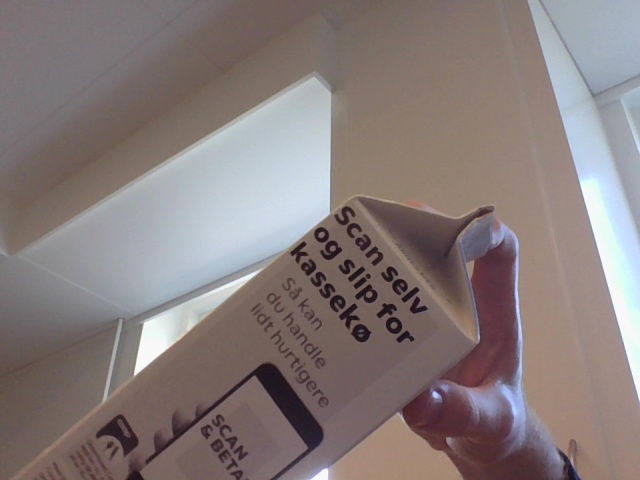 Scan selv
og slip for
kassekø
Så kan
du handle
lidt hurtigere
SCAN
& BETA